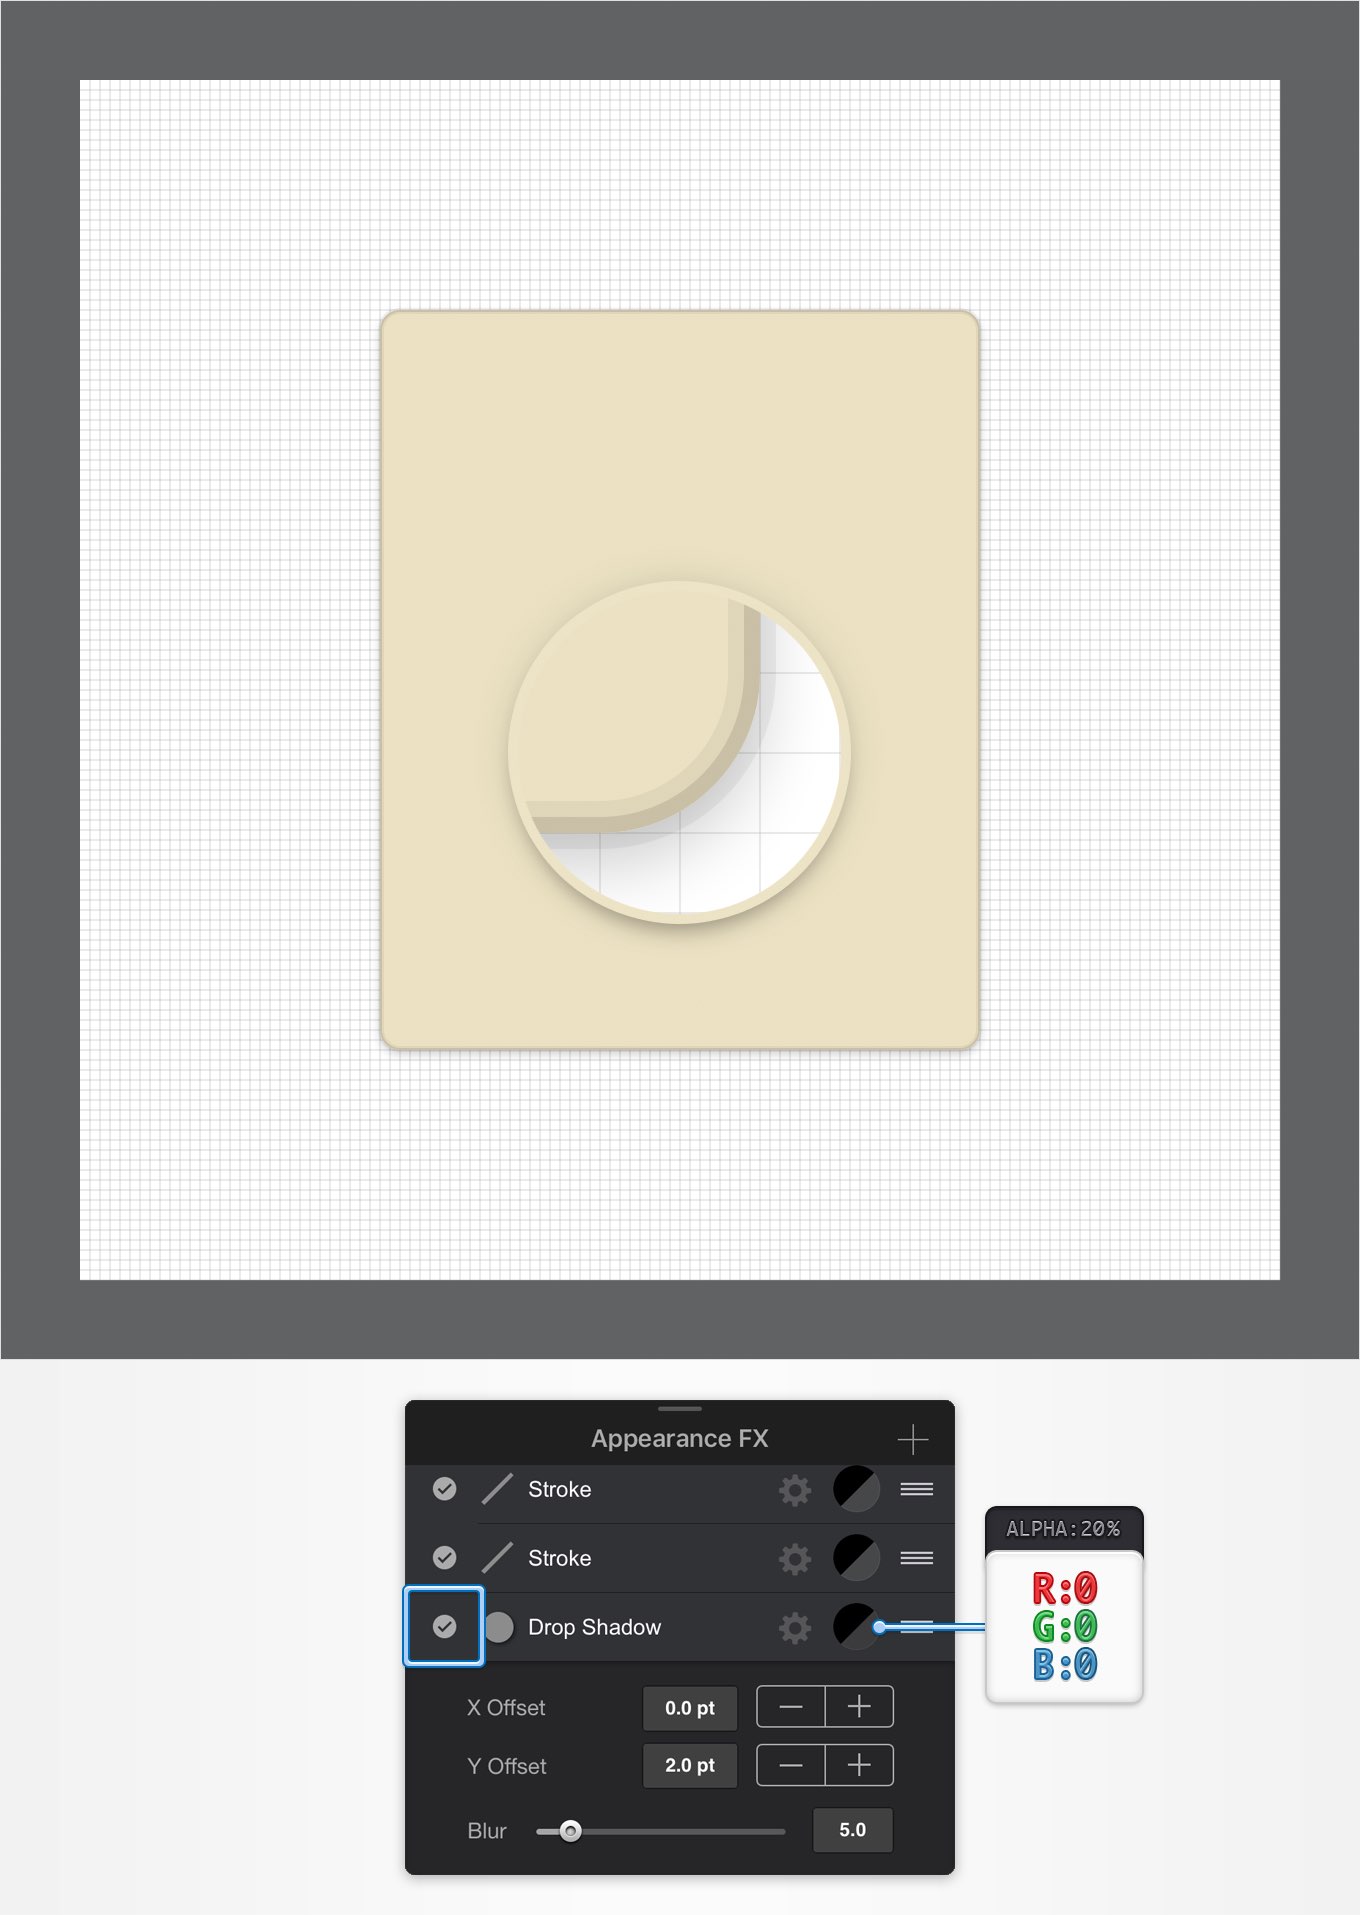 Appearance FX
Stroke
Stroke
Drop Shadow
ALPHA:20%
R:0
G:0
B:0
X Offset 0.0 pt
Y Offset 2.0 pt
Blur 5.0